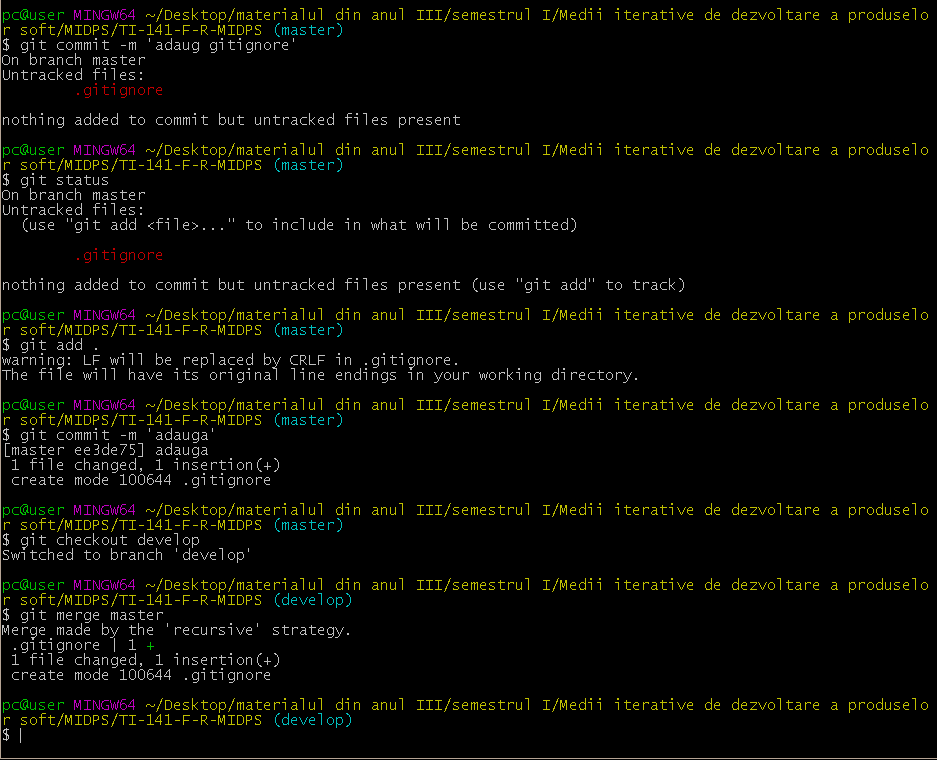 pc@user MINGW64 ~/Desktop/materialul din anul III/semestrul I/Medii iterative de dezvoltare a produselo
r soft/MIDPS/TI-141-F-R-MIDPS (master)
$ git commit -m 'adaug gitignore'
On branch master
Untracked files:
        .gitignore

nothing added to commit but untracked files present

pc@user MINGW64 ~/Desktop/materialul din anul III/semestrul I/Medii iterative de dezvoltare a produselo
r soft/MIDPS/TI-141-F-R-MIDPS (master)
$ git status
On branch master
Untracked files:
  (use "git add <file>..." to include in what will be committed)

        .gitignore

nothing added to commit but untracked files present (use "git add" to track)

pc@user MINGW64 ~/Desktop/materialul din anul III/semestrul I/Medii iterative de dezvoltare a produselo
r soft/MIDPS/TI-141-F-R-MIDPS (master)
$ git add .
warning: LF will be replaced by CRLF in .gitignore.
The file will have its original line endings in your working directory.

pc@user MINGW64 ~/Desktop/materialul din anul III/semestrul I/Medii iterative de dezvoltare a produselo
r soft/MIDPS/TI-141-F-R-MIDPS (master)
$ git commit -m 'adauga'
[master ee3de75] adauga
 1 file changed, 1 insertion(+)
 create mode 100644 .gitignore

pc@user MINGW64 ~/Desktop/materialul din anul III/semestrul I/Medii iterative de dezvoltare a produselo
r soft/MIDPS/TI-141-F-R-MIDPS (master)
$ git checkout develop
Switched to branch 'develop'

pc@user MINGW64 ~/Desktop/materialul din anul III/semestrul I/Medii iterative de dezvoltare a produselo
r soft/MIDPS/TI-141-F-R-MIDPS (develop)
$ git merge master
Merge made by the 'recursive' strategy.
 .gitignore | 1 +
 1 file changed, 1 insertion(+)
 create mode 100644 .gitignore

pc@user MINGW64 ~/Desktop/materialul din anul III/semestrul I/Medii iterative de dezvoltare a produselo
r soft/MIDPS/TI-141-F-R-MIDPS (develop)
$